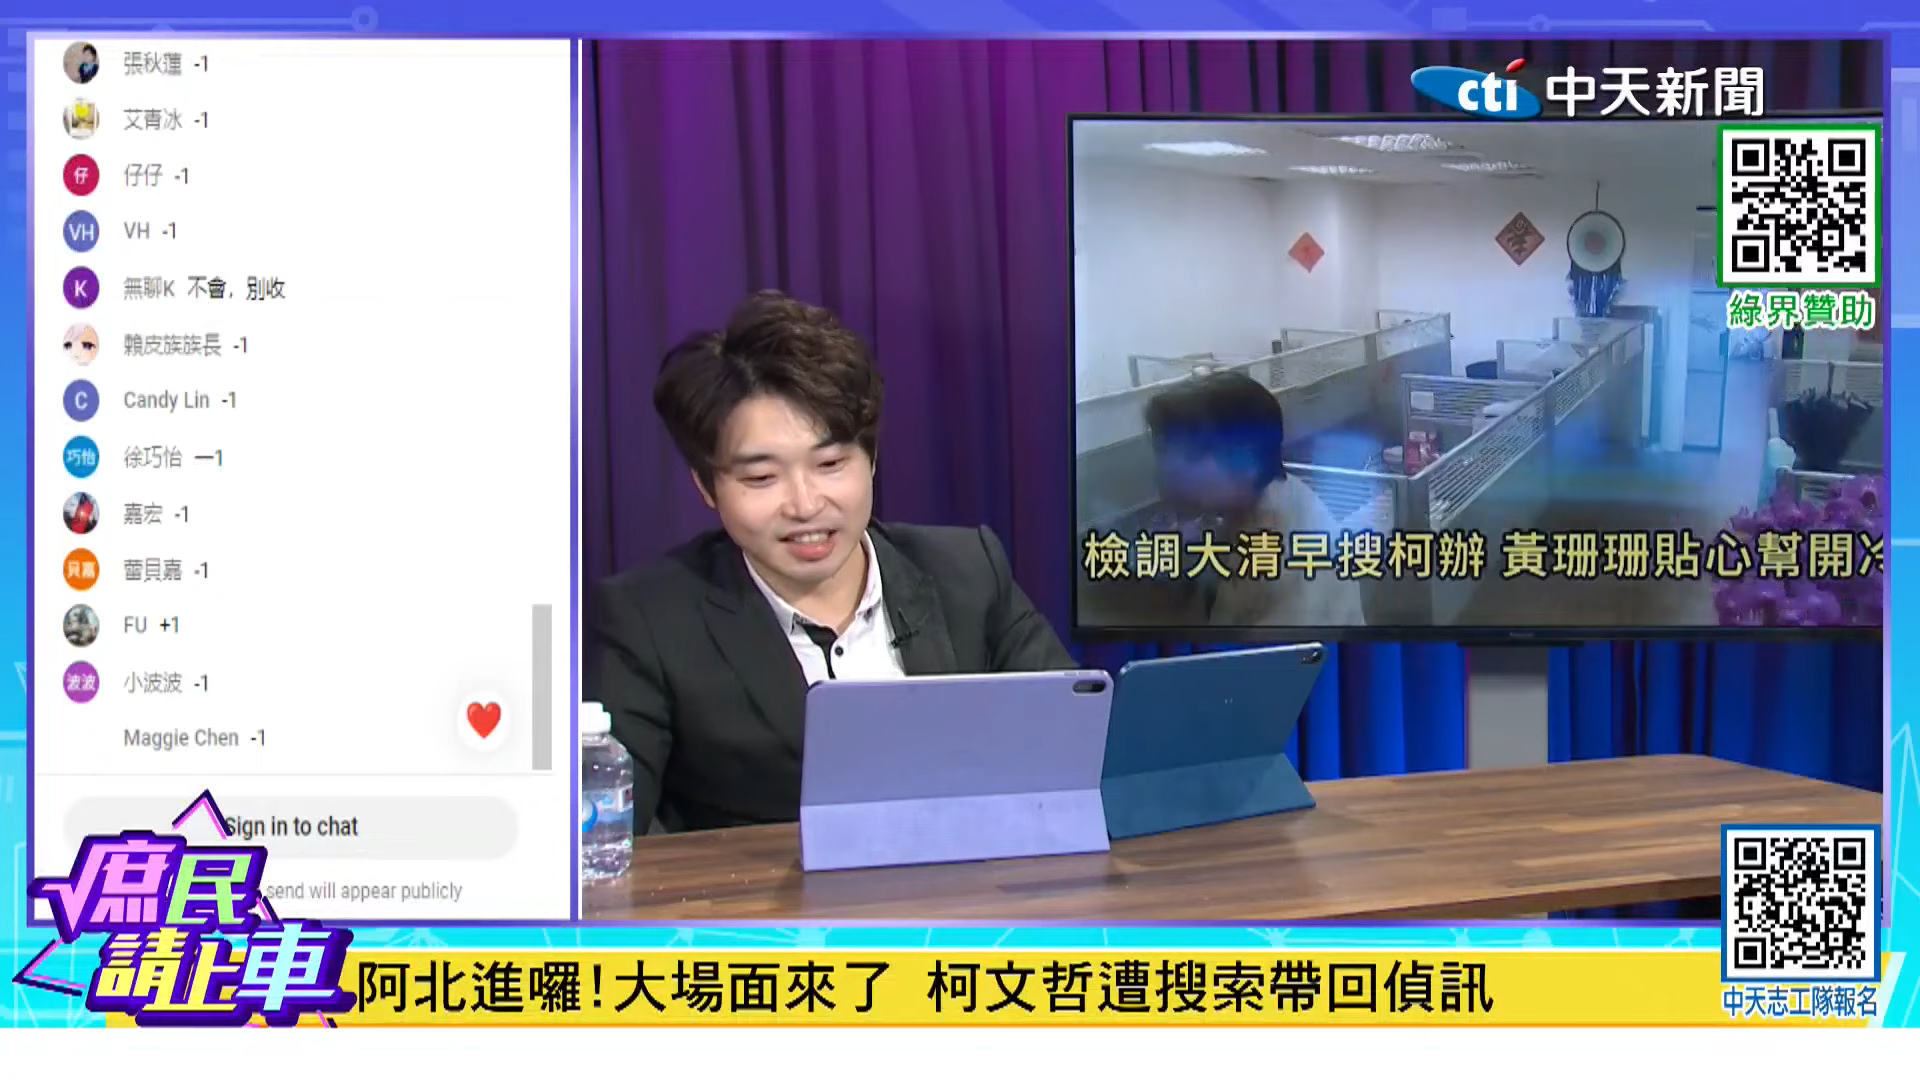 張秋蓮 -1
艾青冰 -1
仔 仔仔 -1
VH VH -1
K 無聊K 不會，別收
賴皮族族長 -1
C Candy Lin -1
巧怡 徐巧怡 一1
嘉宏 -1
貝嘉 蕾貝嘉 -1
FU +1
波波 小波波 -1
Maggie Chen -1
Sign in to chat
send will appear publicly
cti 中天新聞
綠界贊助
檢調大清早搜柯辦 黃珊珊貼心幫開
庶民
請上車
阿北進囉!大場面來了 柯文哲遭搜索帶回偵訊
中天志工隊報名